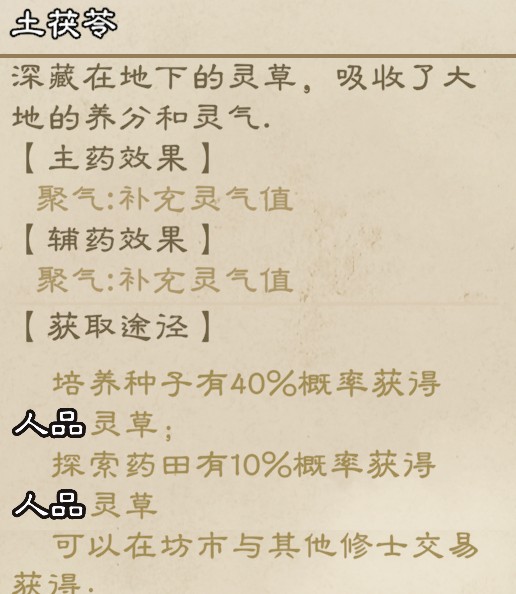 土茯苓
深藏在地下的灵草，吸收了大
地的养分和灵气.
【主药效果】
聚气:补充灵气值
【辅药效果】
聚气:补充灵气值
【获取途径】
培养种子有40%概率获得
人品灵草；
探索药田有10%概率获得
人品灵草
可以在坊市与其他修士交易
获得.